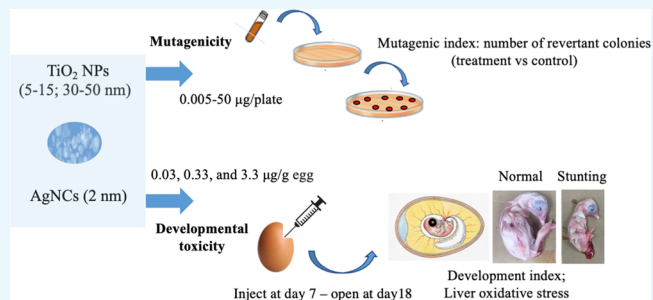 Mutagenicity
Mutagenic index: number of revertant colonies
(treatment vs control)
TiO₂ NPs
(5-15; 30-50 nm)
0.005-50 µg/plate
0.03, 0.33, and 3.3 µg/g egg
Normal Stunting
AgNCs (2 nm)
Developmental
toxicity
Development index;
Liver oxidative stress
Inject at day 7 – open at day18